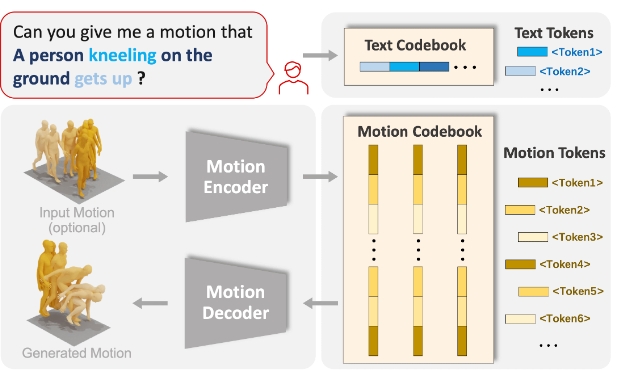 Can you give me a motion that
A person kneeling on the
ground gets up ?
Text Codebook
Text Tokens
<Token1>
<Token2>
Motion
Encoder
Input Motion
(optional)
Motion Codebook
Motion Tokens
<Token1>
<Token2>
<Token3>
<Token4>
<Token5>
<Token6>
Motion
Decoder
Generated Motion